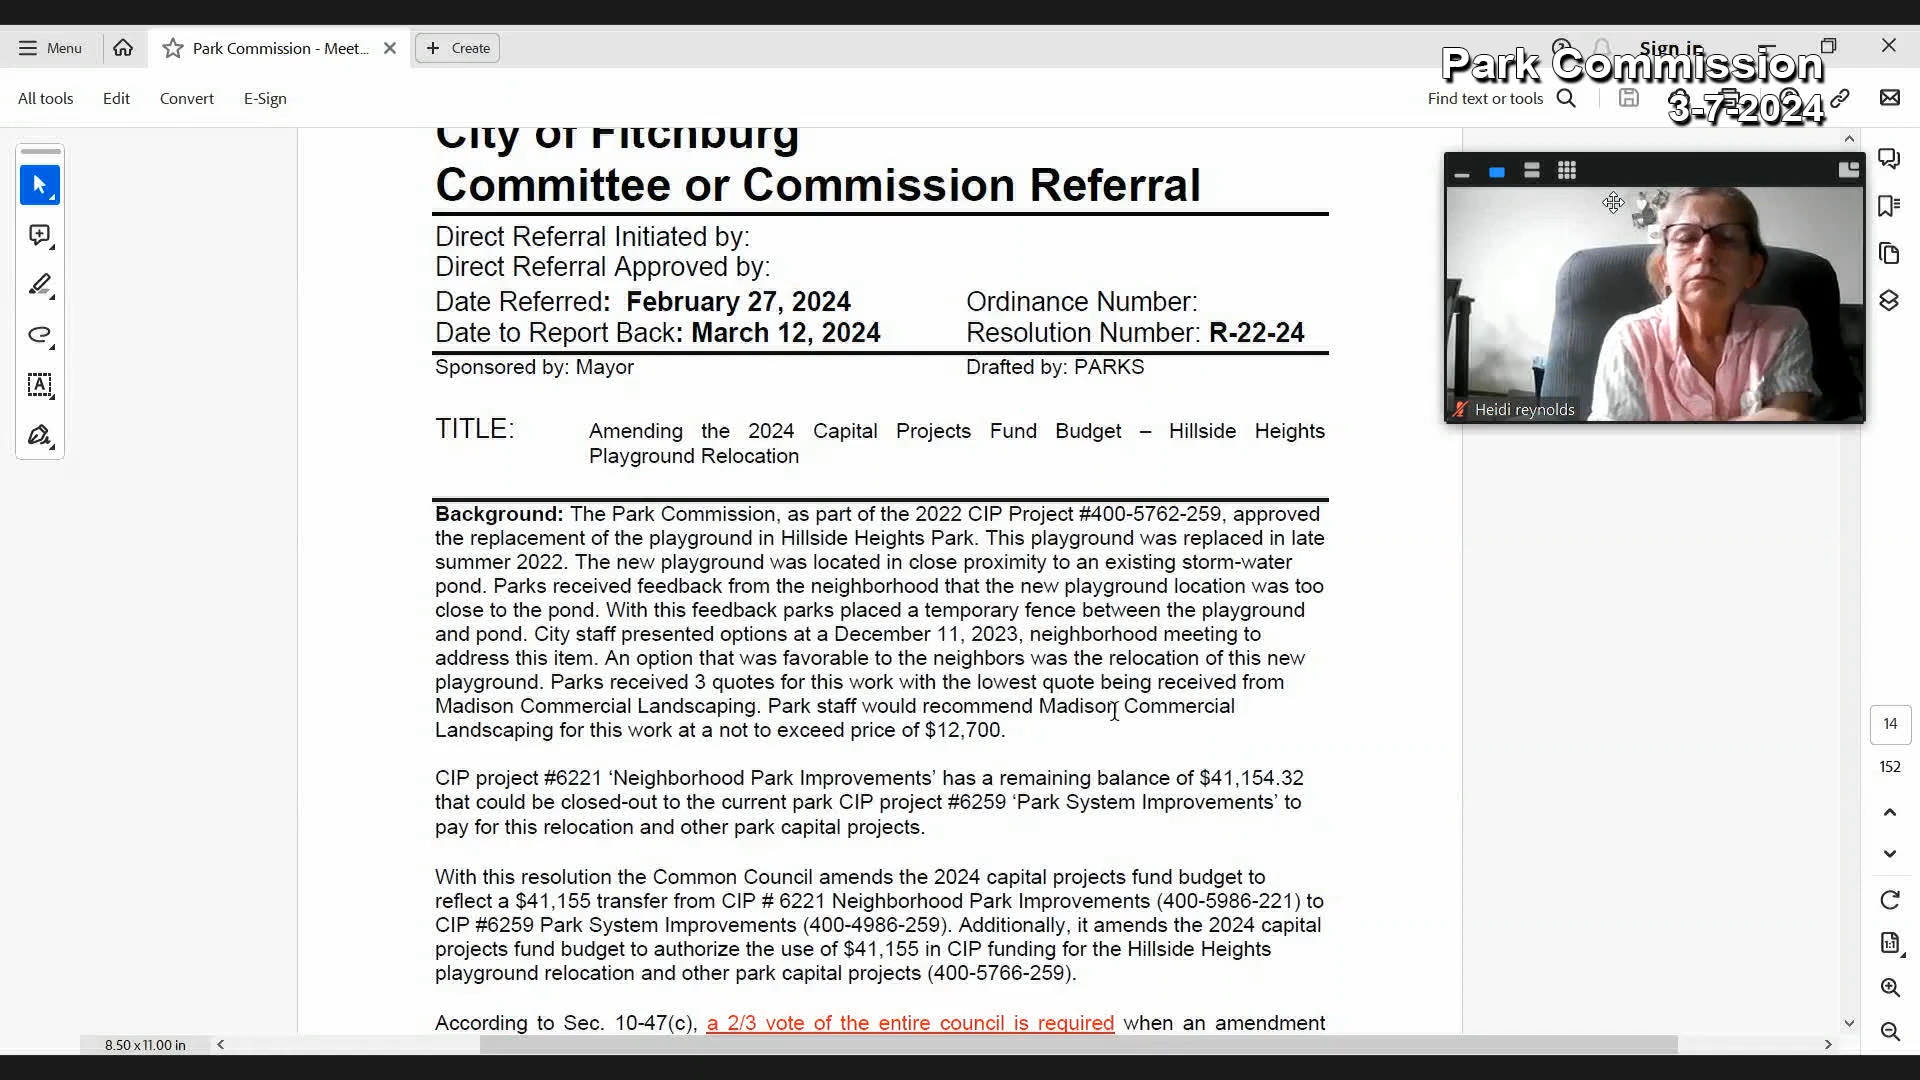 Menu
Park Commission - Meet...
Create
Park Commission
3-7-2024
All tools
Edit
Convert
E-Sign
Find text or tools
City of Fitchburg
Committee or Commission Referral
Direct Referral Initiated by:
Direct Referral Approved by:
Date Referred: February 27, 2024
Ordinance Number:
Date to Report Back: March 12, 2024
Resolution Number: R-22-24
Sponsored by: Mayor
Drafted by: PARKS
TITLE:
Amending the 2024 Capital Projects Fund Budget – Hillside Heights
Playground Relocation
Background: The Park Commission, as part of the 2022 CIP Project #400-5762-259, approved
the replacement of the playground in Hillside Heights Park. This playground was replaced in late
summer 2022. The new playground was located in close proximity to an existing storm-water
pond. Parks received feedback from the neighborhood that the new playground location was too
close to the pond. With this feedback parks placed a temporary fence between the playground
and pond. City staff presented options at a December 11, 2023, neighborhood meeting to
address this item. An option that was favorable to the neighbors was the relocation of this new
playground. Parks received 3 quotes for this work with the lowest quote being received from
Madison Commercial Landscaping. Park staff would recommend Madison Commercial
Landscaping for this work at a not to exceed price of $12,700.
CIP project #6221 ‘Neighborhood Park Improvements’ has a remaining balance of $41,154.32
that could be closed-out to the current park CIP project #6259 ‘Park System Improvements’ to
pay for this relocation and other park capital projects.
With this resolution the Common Council amends the 2024 capital projects fund budget to
reflect a $41,155 transfer from CIP # 6221 Neighborhood Park Improvements (400-5986-221) to
CIP #6259 Park System Improvements (400-4986-259). Additionally, it amends the 2024 capital
projects fund budget to authorize the use of $41,155 in CIP funding for the Hillside Heights
playground relocation and other park capital projects (400-5766-259).
According to Sec. 10-47(c), a 2/3 vote of the entire council is required when an amendment
Heidi reynolds
14
152
8.50 x 11.00 in